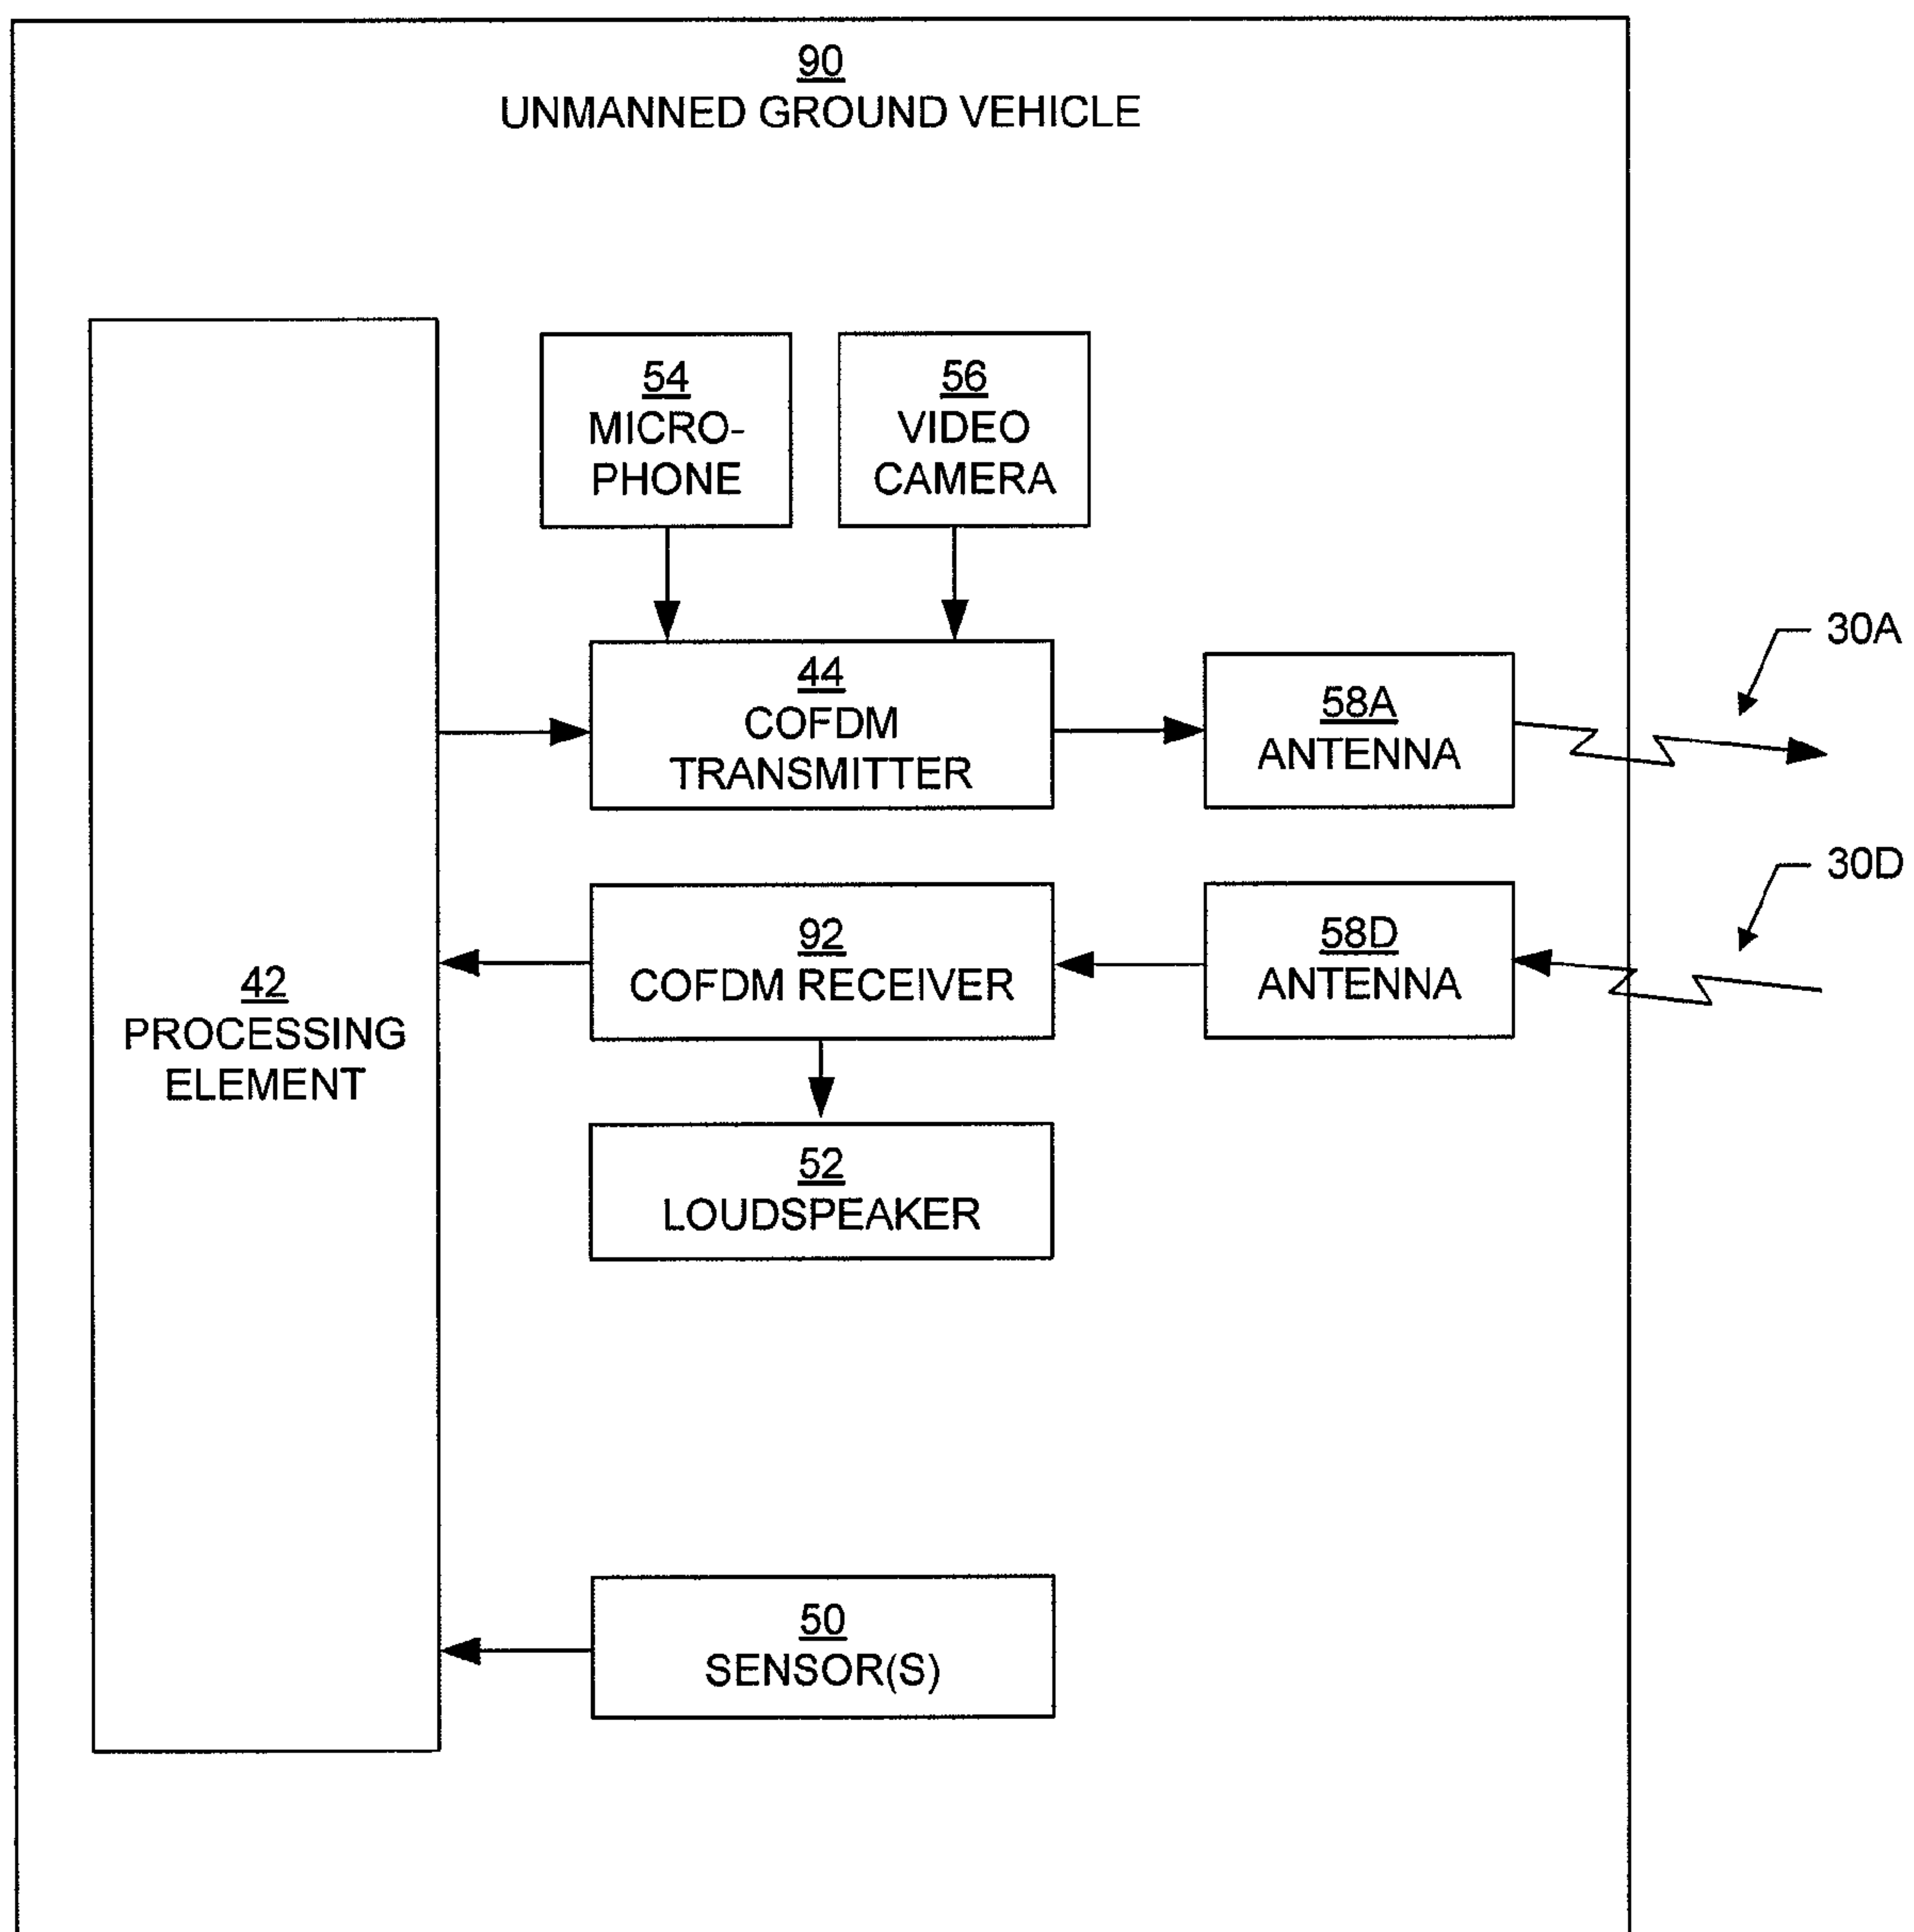 90
UNMANNED GROUND VEHICLE
54
MICRO-
PHONE
56
VIDEO
CAMERA
30A
44
COFDM
TRANSMITTER
58A
ANTENNA
30D
92
COFDM RECEIVER
58D
ANTENNA
42
PROCESSING
ELEMENT
52
LOUDSPEAKER
50
SENSOR(S)